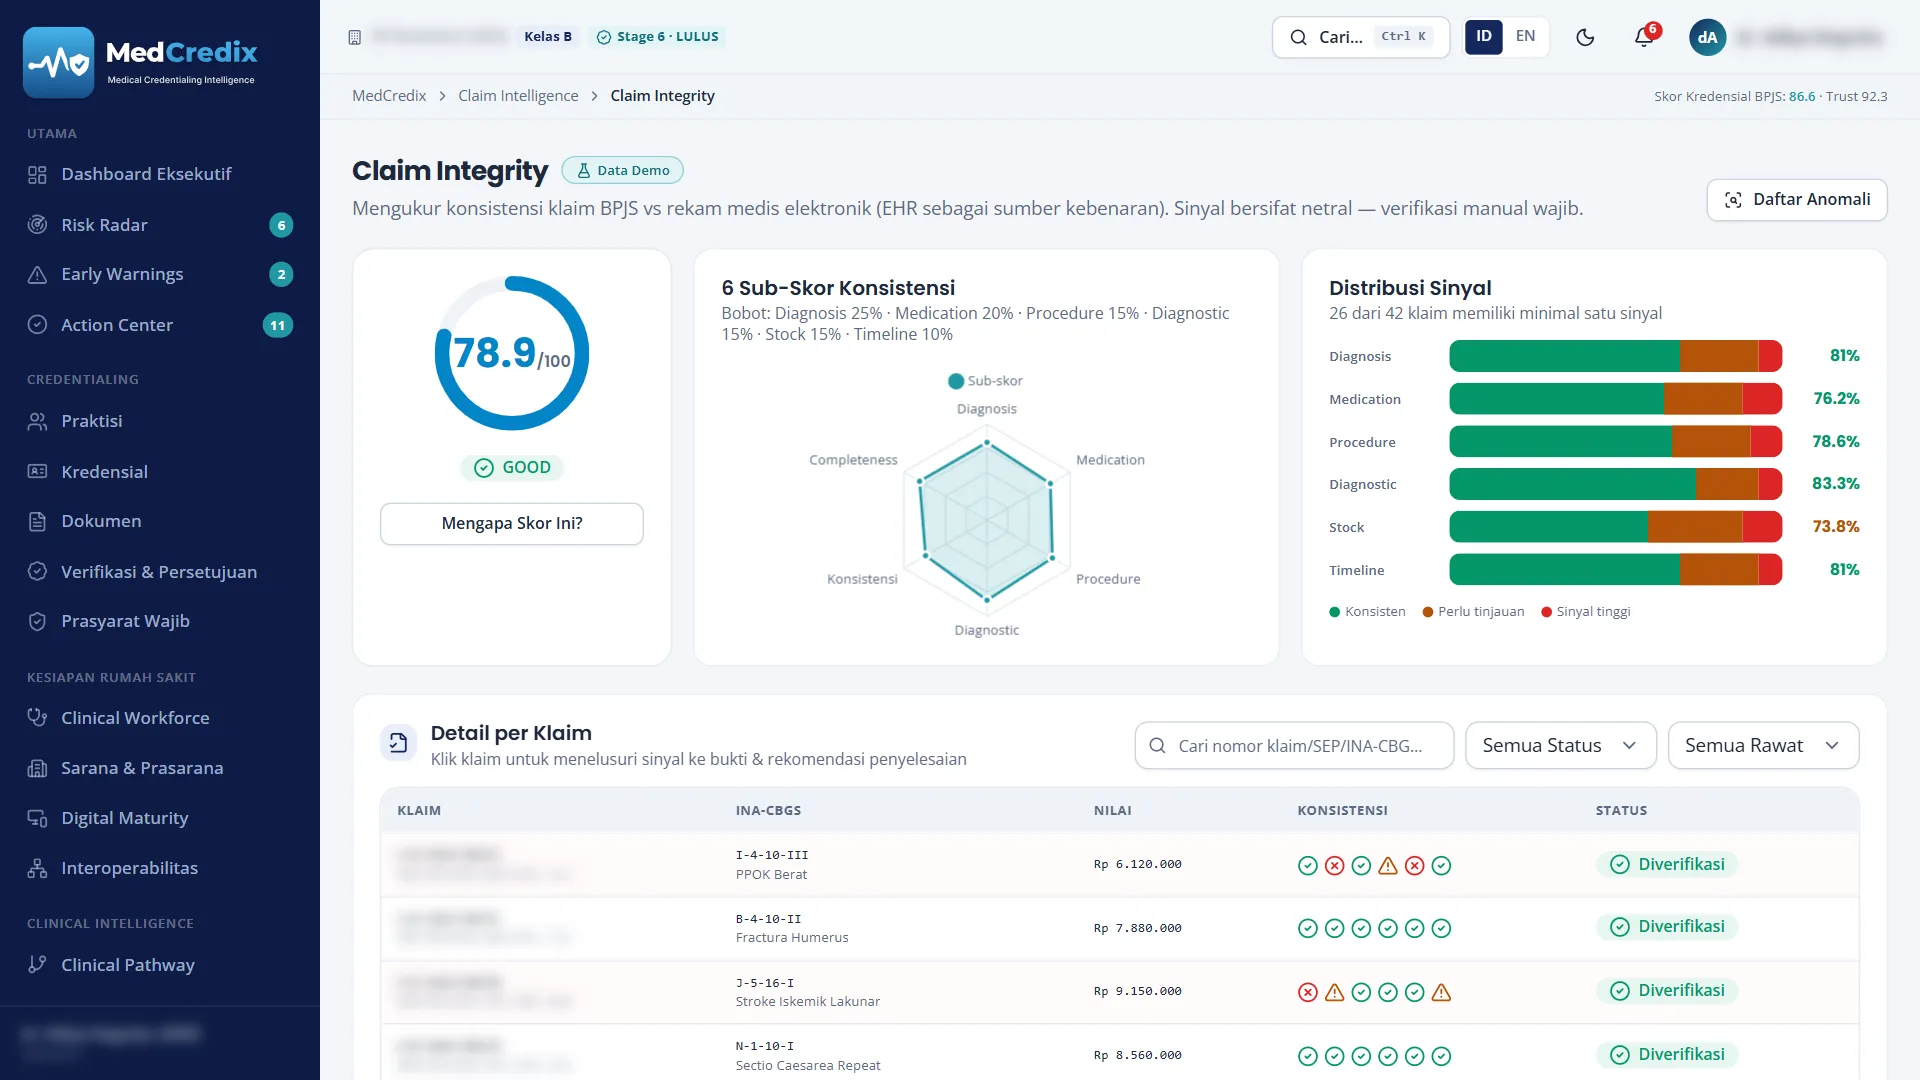 MedCredix
Medical Credentialing Intelligence
UTAMA
Dashboard Eksekutif
Risk Radar 6
Early Warnings 2
Action Center 11
CREDENTIALING
Praktisi
Kredensial
Dokumen
Verifikasi & Persetujuan
Prasyarat Wajib
KESIAPAN RUMAH SAKIT
Clinical Workforce
Sarana & Prasarana
Digital Maturity
Interoperabilitas
CLINICAL INTELLIGENCE
Clinical Pathway
Kelas B Stage 6 · LULUS
Cari... Ctrl K ID EN 6 dA
MedCredix > Claim Intelligence > Claim Integrity
Skor Kredensial BPJS: 86.6 · Trust 92.3
Claim Integrity Data Demo
Mengukur konsistensi klaim BPJS vs rekam medis elektronik (EHR sebagai sumber kebenaran). Sinyal bersifat netral — verifikasi manual wajib.
Daftar Anomali
78.9/100
GOOD
Mengapa Skor Ini?
6 Sub-Skor Konsistensi
Bobot: Diagnosis 25% · Medication 20% · Procedure 15% · Diagnostic
15% · Stock 15% · Timeline 10%
Sub-skor
Diagnosis
Completeness Medication
Konsistensi Procedure
Diagnostic
Distribusi Sinyal
26 dari 42 klaim memiliki minimal satu sinyal
Diagnosis 81%
Medication 76.2%
Procedure 78.6%
Diagnostic 83.3%
Stock 73.8%
Timeline 81%
Konsisten Perlu tinjauan Sinyal tinggi
Detail per Klaim
Klik klaim untuk menelusuri sinyal ke bukti & rekomendasi penyelesaian
Cari nomor klaim/SEP/INA-CBG... Semua Status Semua Rawat
KLAIM INA-CBGS NILAI KONSISTENSI STATUS
I-4-10-III
PPOK Berat
Rp 6.120.000 Diverifikasi
B-4-10-II
Fractura Humerus
Rp 7.880.000 Diverifikasi
J-5-16-I
Stroke Iskemik Lakunar
Rp 9.150.000 Diverifikasi
N-1-10-I
Sectio Caesarea Repeat
Rp 8.560.000 Diverifikasi